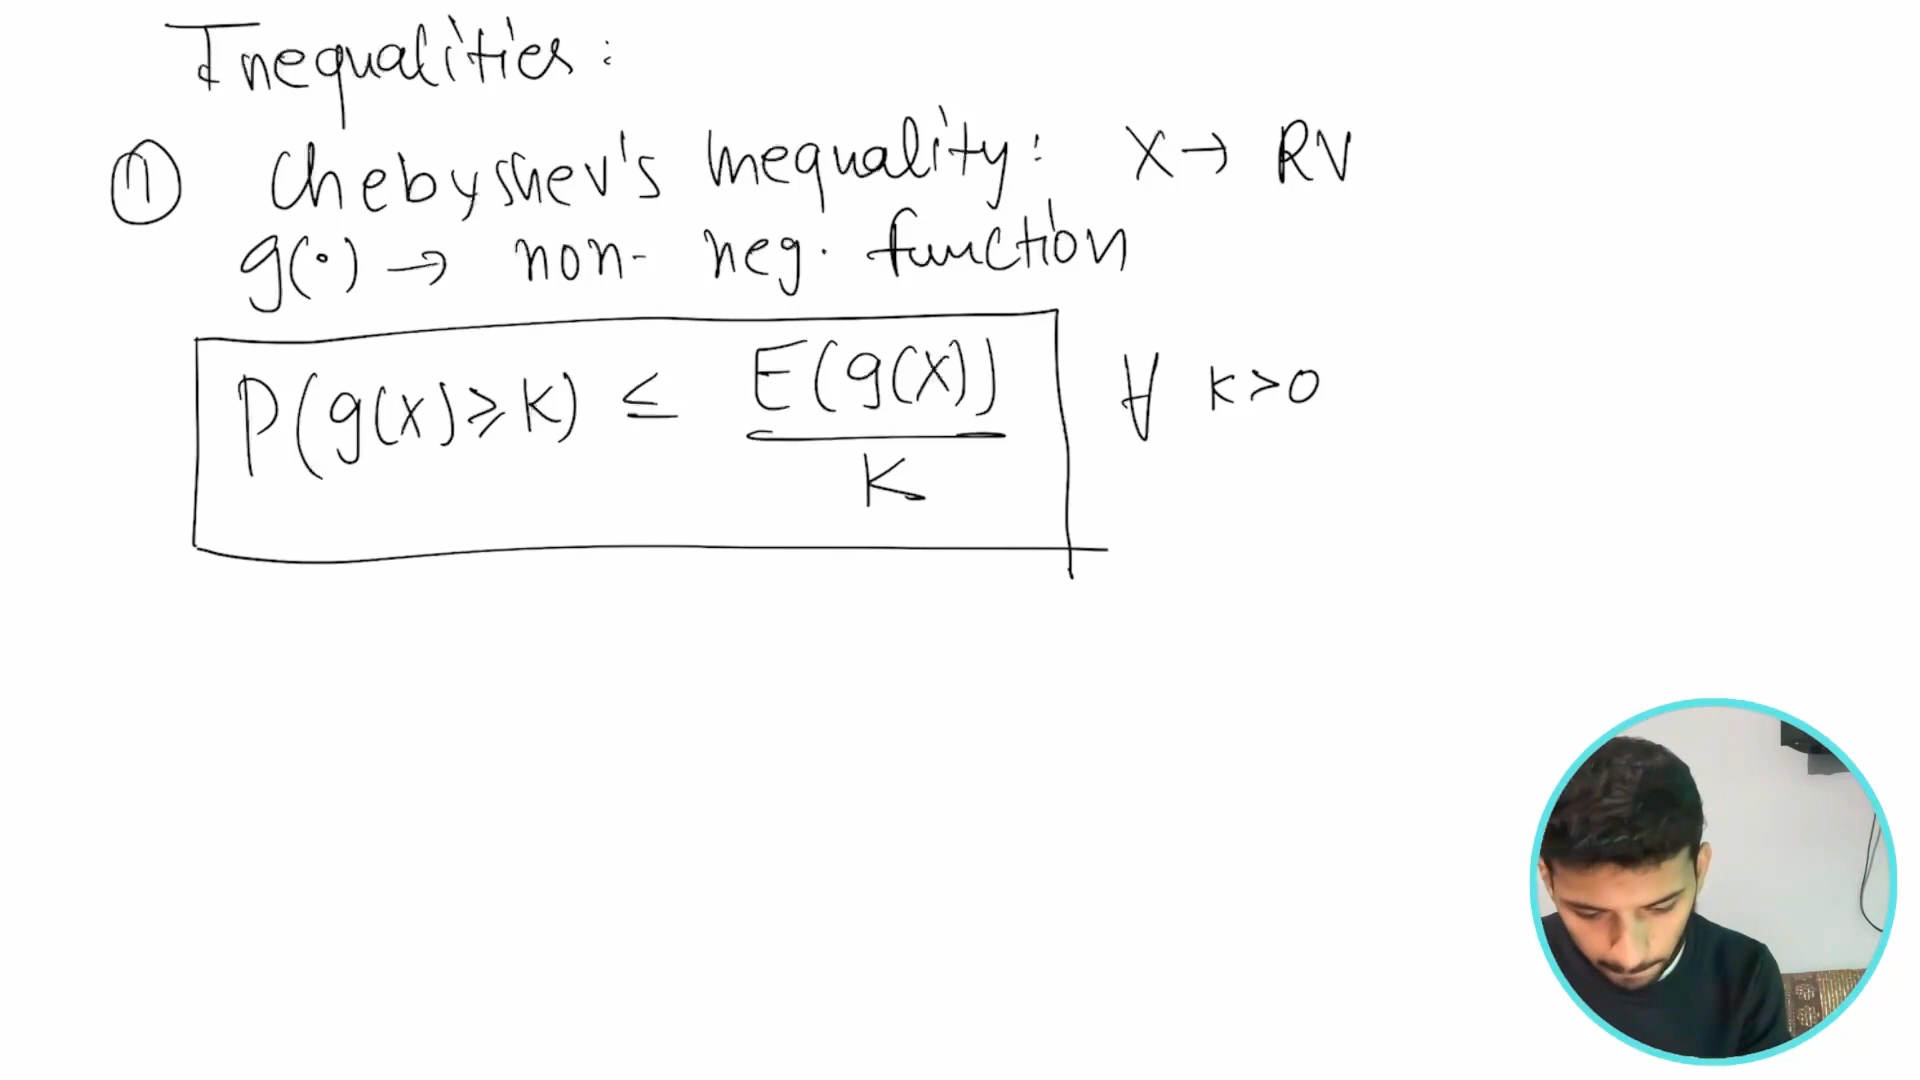 Inequalities :
① Chebyshev's Inequality : X → RV
g(·) → non- neg. function
P(g(X) ≥ K) ≤ E(g(X)) / K ∀ K>0